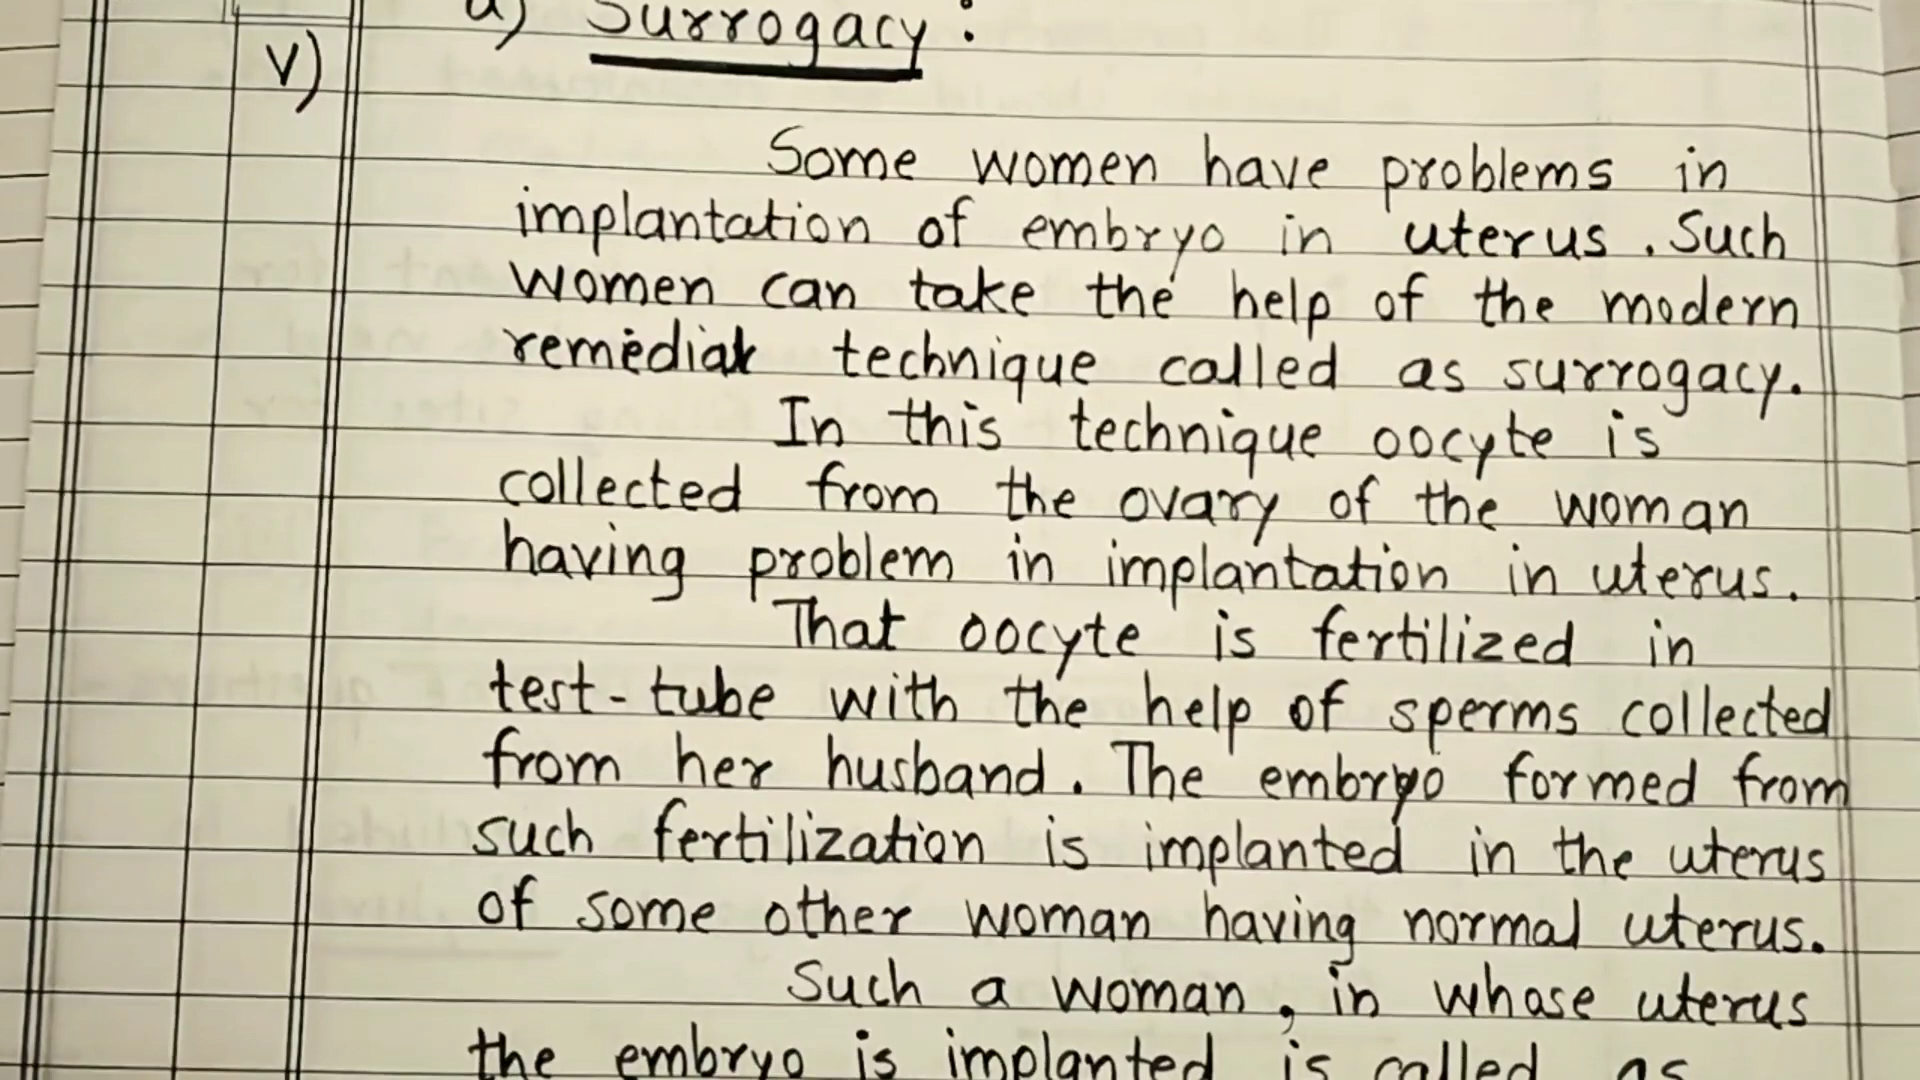 a) Surrogacy :
v)
Some women have problems in
implantation of embryo in uterus. Such
women can take the help of the modern
remedial technique called as surrogacy.
In this technique oocyte is
collected from the ovary of the woman
having problem in implantation in uterus.
That oocyte is fertilized in
test-tube with the help of sperms collected
from her husband. The embryo formed from
such fertilization is implanted in the uterus
of some other woman having normal uterus.
Such a woman, in whose uterus
the embryo is implanted is called as